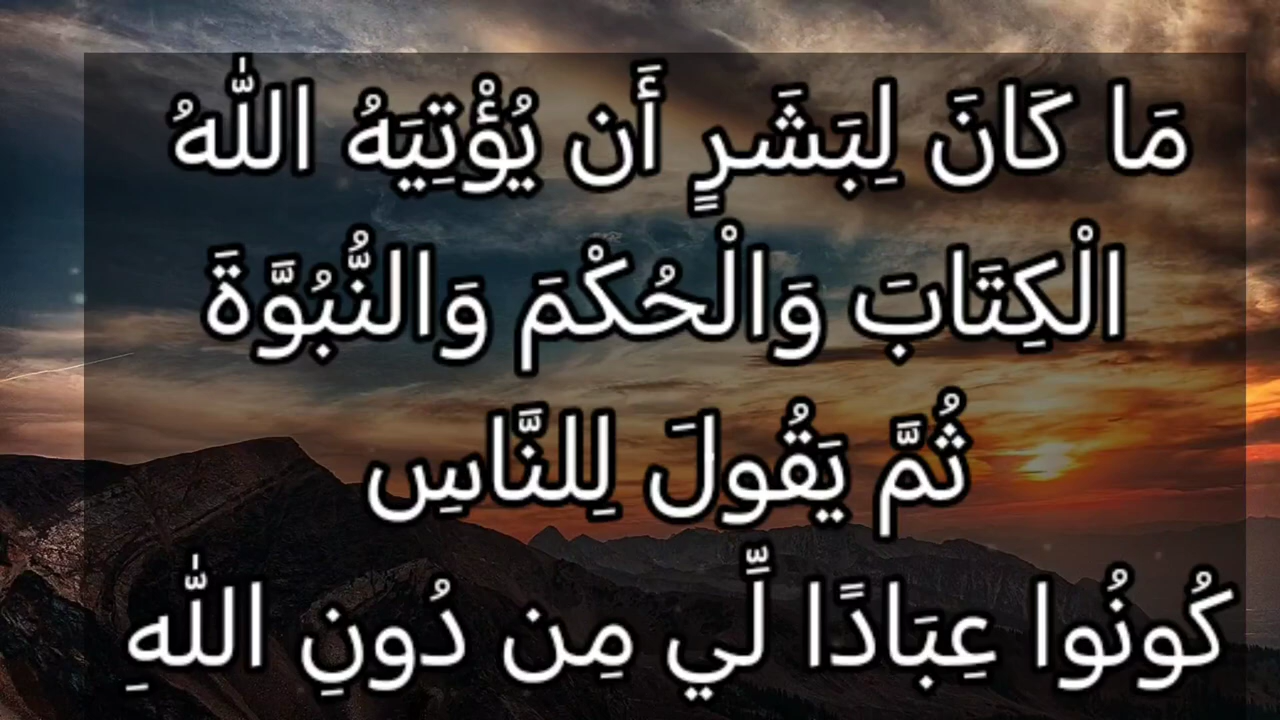 مَا كَانَ لِبَشَرٍ أَن يُؤْتِيَهُ اللَّهُ
الْكِتَابَ وَالْحُكْمَ وَالنُّبُوَّةَ
ثُمَّ يَقُولَ لِلنَّاسِ
كُونُوا عِبَادًا لِّي مِن دُونِ اللَّهِ